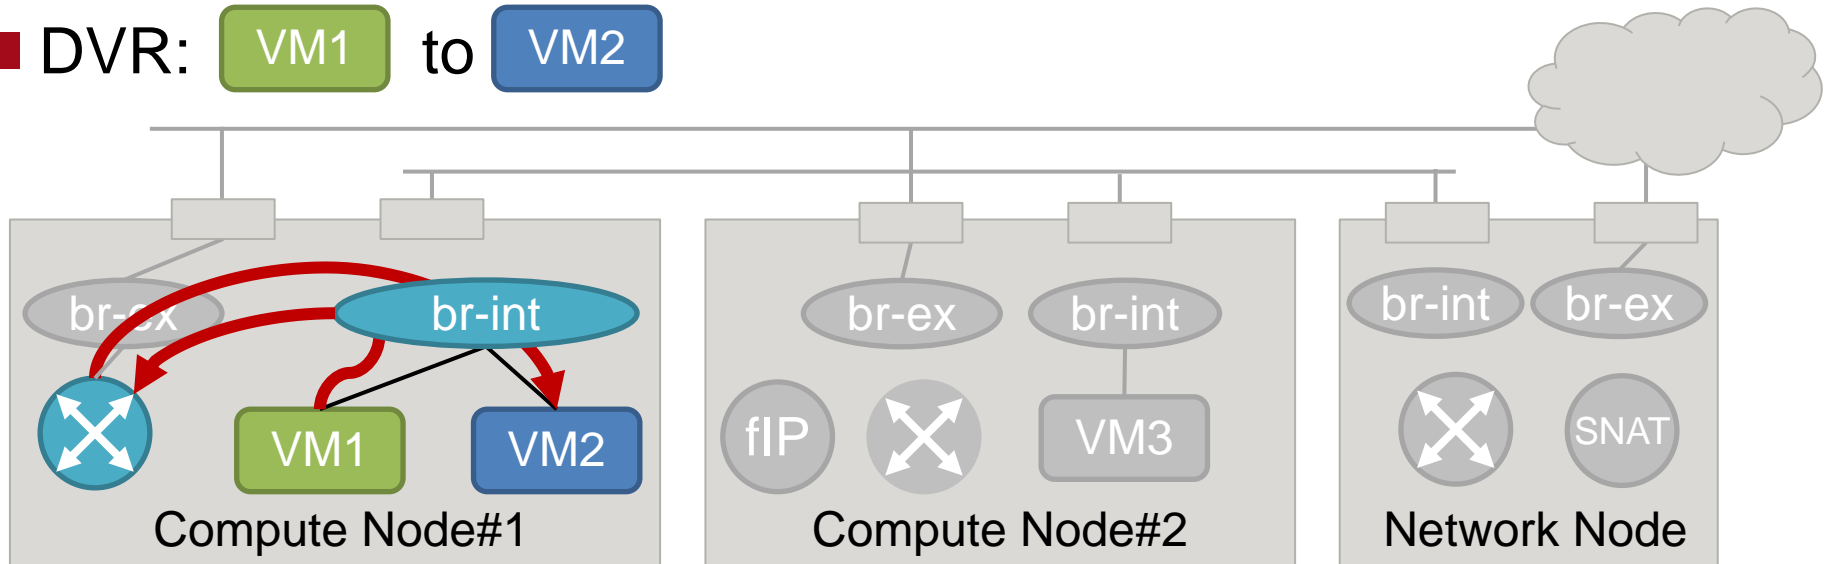 DVR: VM1 to VM2
br-ex
br-int
VM1
VM2
Compute Node#1
br-ex
br-int
fIP
VM3
Compute Node#2
br-int
br-ex
SNAT
Network Node